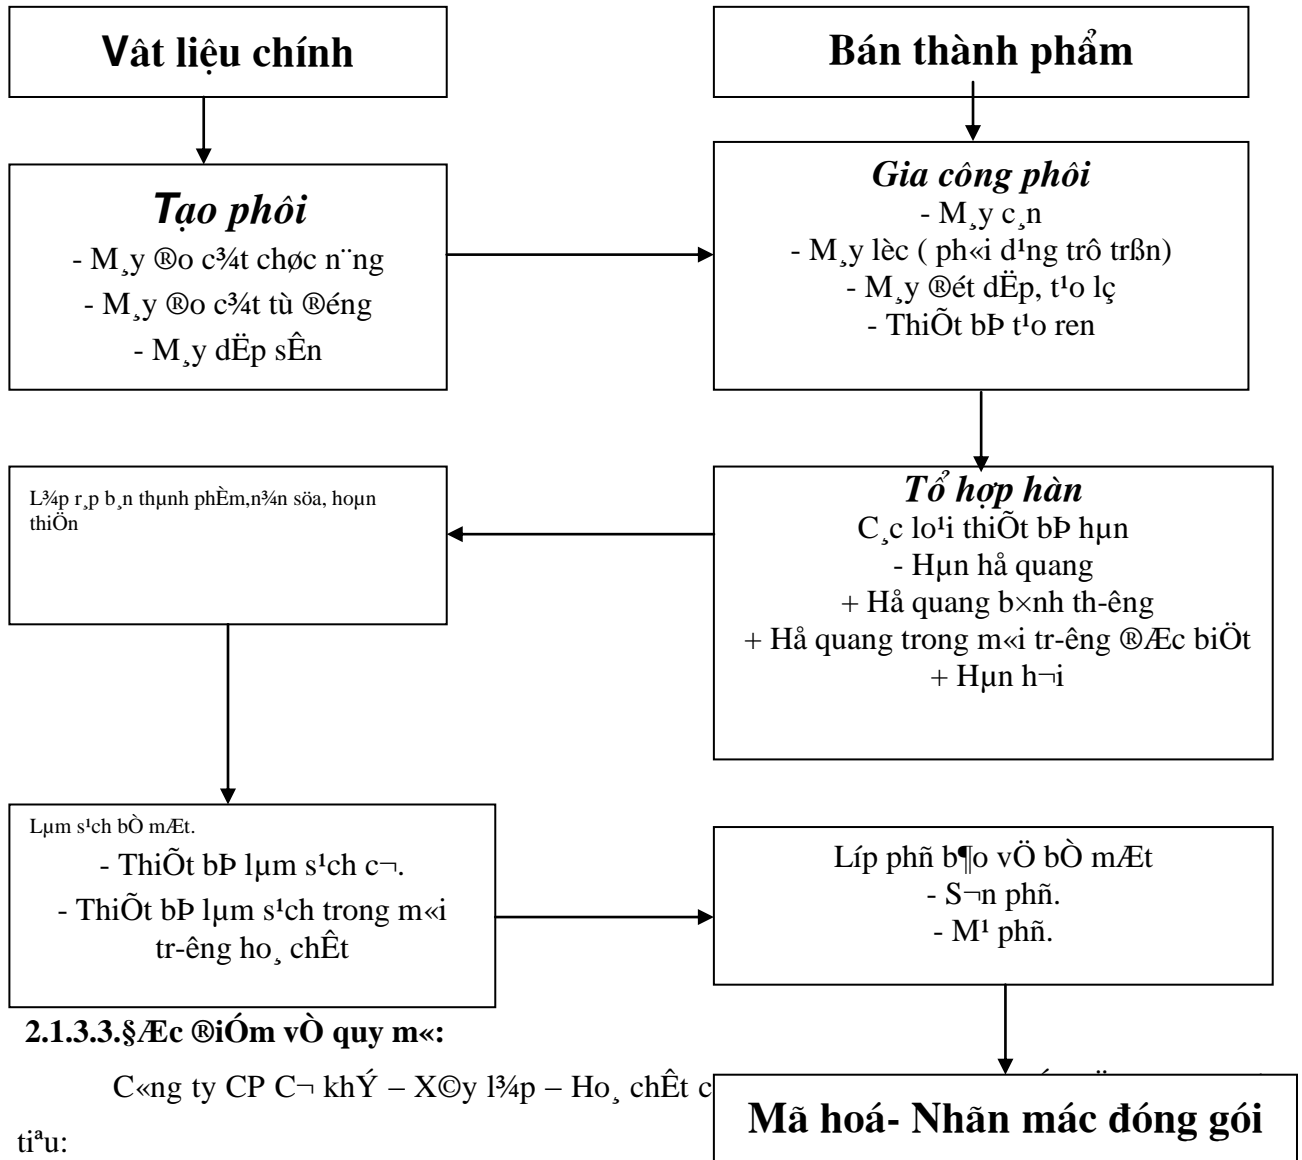 Vât liệu chính
Bán thành phẩm
Tạo phôi
- M¸y ®o c¾t chøc n¨ng
- M¸y ®o c¾t tù ®éng
- M¸y dËp sÊn
Gia công phôi
- M¸y c¸n
- M¸y lèc ( ph«i d¹ng trô trßn)
- M¸y ®ét dËp, t¹o lç
- ThiÕt bÞ t¹o ren
Tổ hợp hàn
C¸c lo¹i thiÕt bÞ hµn
- Hµn hå quang
+ Hå quang b×nh th-êng
+ Hå quang trong m«i tr-êng ®Æc biÖt
+ Hµn h¬i
L¾p r¸p b¸n thµnh phÈm,n¾n söa, hoµn
thiÖn
Lµm s¹ch bÒ mÆt.
- ThiÕt bÞ lµm s¹ch c¬.
- ThiÕt bÞ lµm s¹ch trong m«i
tr-êng ho¸ chÊt
Líp phñ b¶o vÖ bÒ mÆt
- S¬n phñ.
- M¹ phñ.
2.1.3.3.§Æc ®iÓm vÒ quy m«:
C«ng ty CP C¬ khÝ – X©y l¾p – Ho¸ chÊt c
tiªu:
Mã hoá- Nhãn mác đóng gói